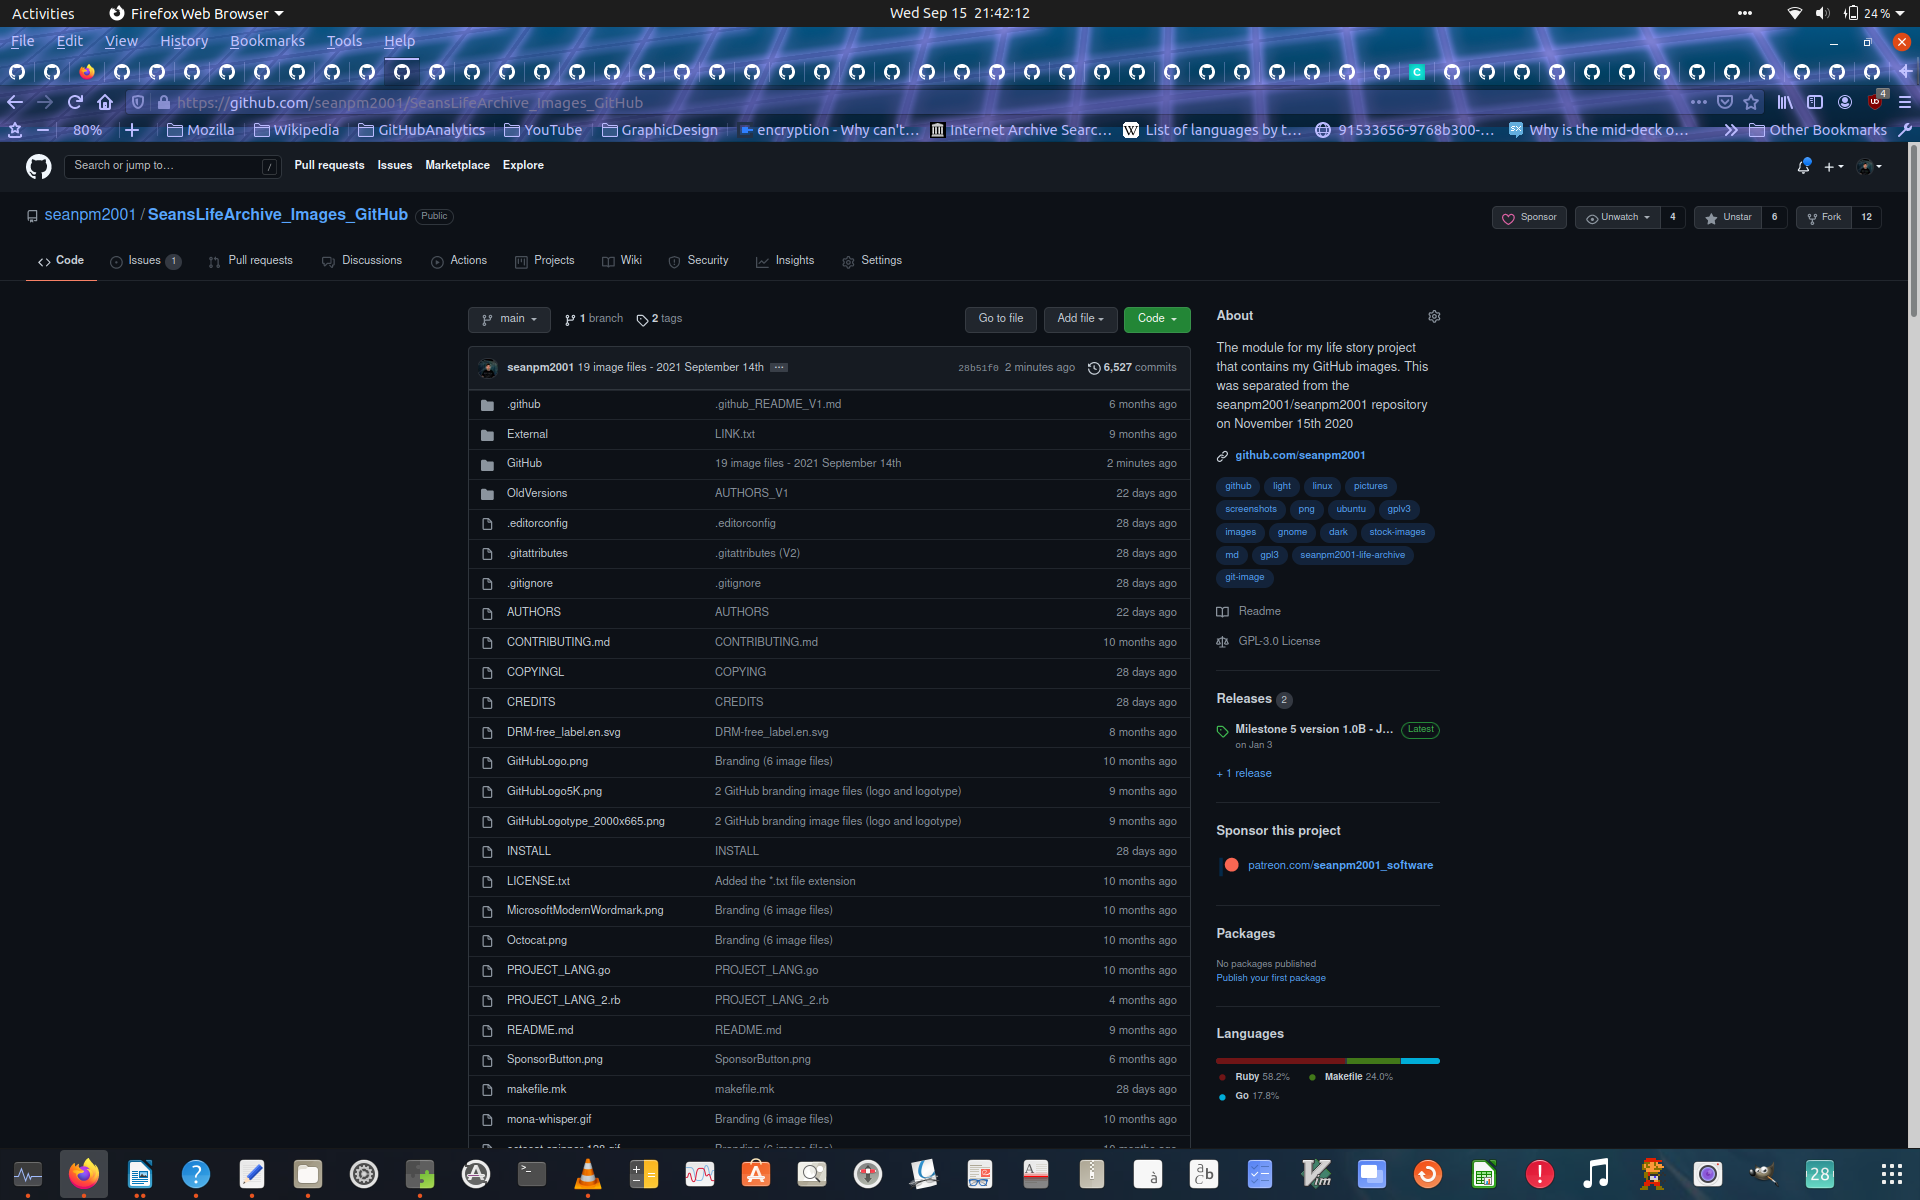 Activities Firefox Web Browser Wed Sep 15 21:42:12 24 %
File Edit View History Bookmarks Tools Help
https://github.com/seanpm2001/SeansLifeArchive_Images_GitHub 4
80% Mozilla Wikipedia GitHubAnalytics YouTube GraphicDesign encryption - Why can't… Internet Archive Searc… List of languages by t… 91533656-9768b300-… Why is the mid-deck o… Other Bookmarks
Search or jump to… / Pull requests Issues Marketplace Explore
seanpm2001 / SeansLifeArchive_Images_GitHub Public Sponsor Unwatch 4 Unstar 6 Fork 12
Code Issues 1 Pull requests Discussions Actions Projects Wiki Security Insights Settings
main 1 branch 2 tags Go to file Add file Code
seanpm2001 19 image files - 2021 September 14th … 28b51f0 2 minutes ago 6,527 commits
.github .github_README_V1.md 6 months ago
External LINK.txt 9 months ago
GitHub 19 image files - 2021 September 14th 2 minutes ago
OldVersions AUTHORS_V1 22 days ago
.editorconfig .editorconfig 28 days ago
.gitattributes .gitattributes (V2) 28 days ago
.gitignore .gitignore 28 days ago
AUTHORS AUTHORS 22 days ago
CONTRIBUTING.md CONTRIBUTING.md 10 months ago
COPYINGL COPYING 28 days ago
CREDITS CREDITS 28 days ago
DRM-free_label.en.svg DRM-free_label.en.svg 8 months ago
GitHubLogo.png Branding (6 image files) 10 months ago
GitHubLogo5K.png 2 GitHub branding image files (logo and logotype) 9 months ago
GitHubLogotype_2000x665.png 2 GitHub branding image files (logo and logotype) 9 months ago
INSTALL INSTALL 28 days ago
LICENSE.txt Added the *.txt file extension 10 months ago
MicrosoftModernWordmark.png Branding (6 image files) 10 months ago
Octocat.png Branding (6 image files) 10 months ago
PROJECT_LANG.go PROJECT_LANG.go 10 months ago
PROJECT_LANG_2.rb PROJECT_LANG_2.rb 4 months ago
README.md README.md 9 months ago
SponsorButton.png SponsorButton.png 6 months ago
makefile.mk makefile.mk 28 days ago
mona-whisper.gif Branding (6 image files) 10 months ago
About
The module for my life story project
that contains my GitHub images. This
was separated from the
seanpm2001/seanpm2001 repository
on November 15th 2020
github.com/seanpm2001
github light linux pictures
screenshots png ubuntu gplv3
images gnome dark stock-images
md gpl3 seanpm2001-life-archive
git-image
Readme
GPL-3.0 License
Releases 2
Milestone 5 version 1.0B - J… Latest
on Jan 3
+ 1 release
Sponsor this project
patreon.com/seanpm2001_software
Packages
No packages published
Publish your first package
Languages
Ruby 58.2% Makefile 24.0%
Go 17.8%
28